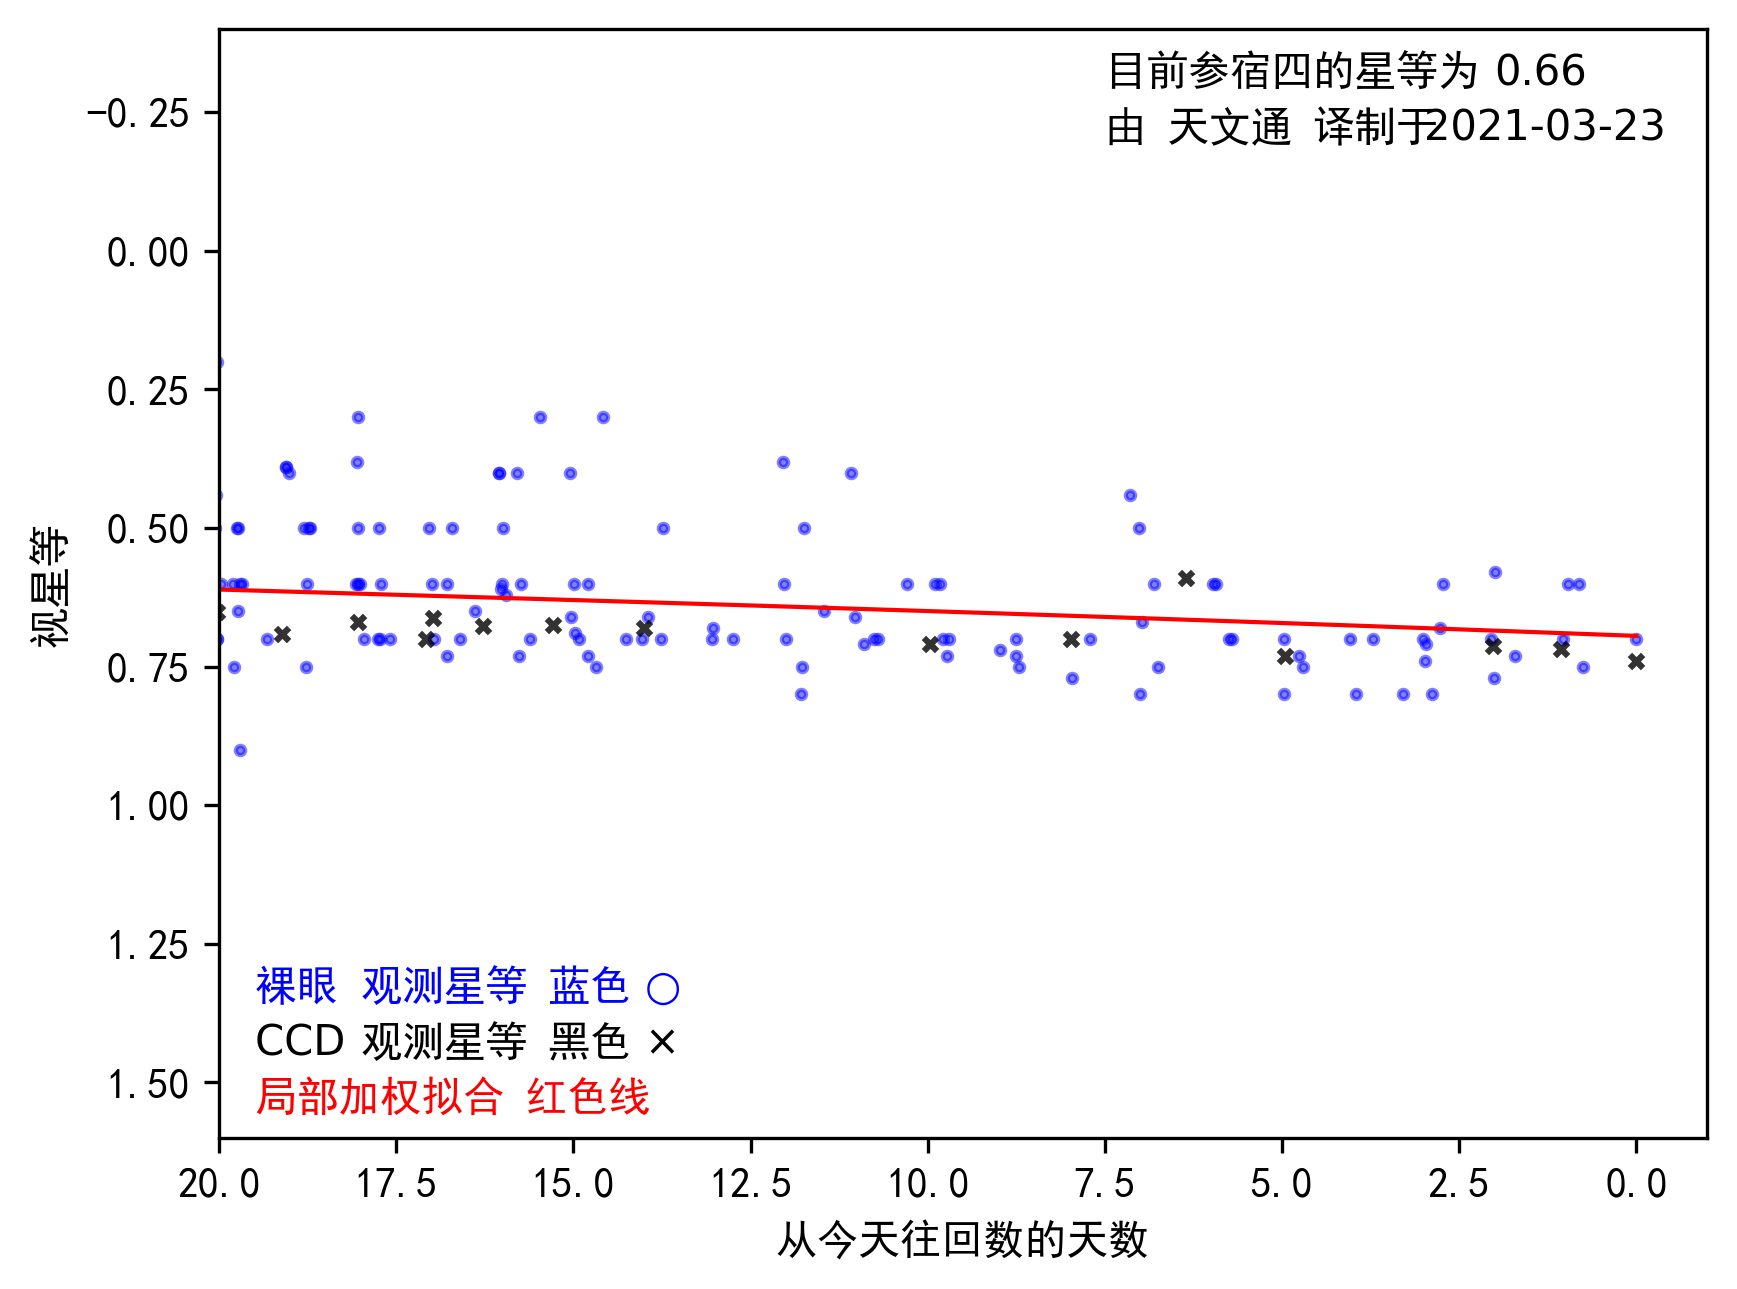 目前参宿四的星等为 0.66
由 天文通 译制于2021-03-23
−0.25
0.00
0.25
0.50
0.75
1.00
1.25
1.50
视星等
裸眼 观测星等 蓝色 ○
CCD 观测星等 黑色 ×
局部加权拟合 红色线
20.0 17.5 15.0 12.5 10.0 7.5 5.0 2.5 0.0
从今天往回数的天数